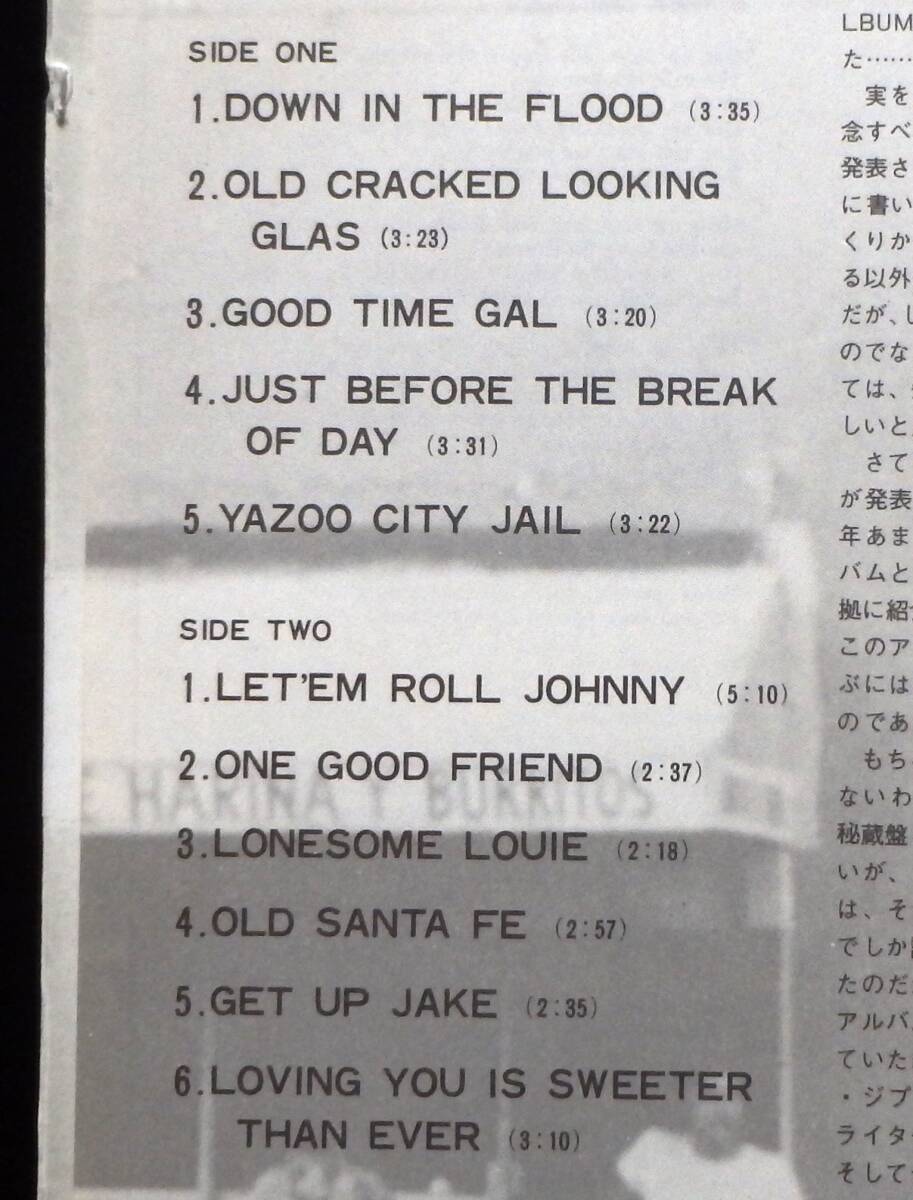 SIDE ONE
1.DOWN IN THE FLOOD (3:35)
2.OLD CRACKED LOOKING
GLAS (3:23)
3.GOOD TIME GAL (3:20)
4.JUST BEFORE THE BREAK
OF DAY (3:31)
5.YAZOO CITY JAIL (3:22)
SIDE TWO
1.LET'EM ROLL JOHNNY (5:10)
2.ONE GOOD FRIEND (2:37)
E HARINA Y BURRITOS
3.LONESOME LOUIE (2:18)
4.OLD SANTA FE (2:57)
5.GET UP JAKE (2:35)
6.LOVING YOU IS SWEETER
THAN EVER (3:10)
LBUM
た……
実を
念すべ
発表さ
に書い
くりか
る以外
だが、し
のでな
ては、
しいと
さて
が発表
年あま
バムと
拠に紹
このア
ぶには
のであ
もち
ないわ
秘蔵盤
いが、
は、そ
でしか
たのだ
アルバ
ていた
・ジプ
ライタ
そして